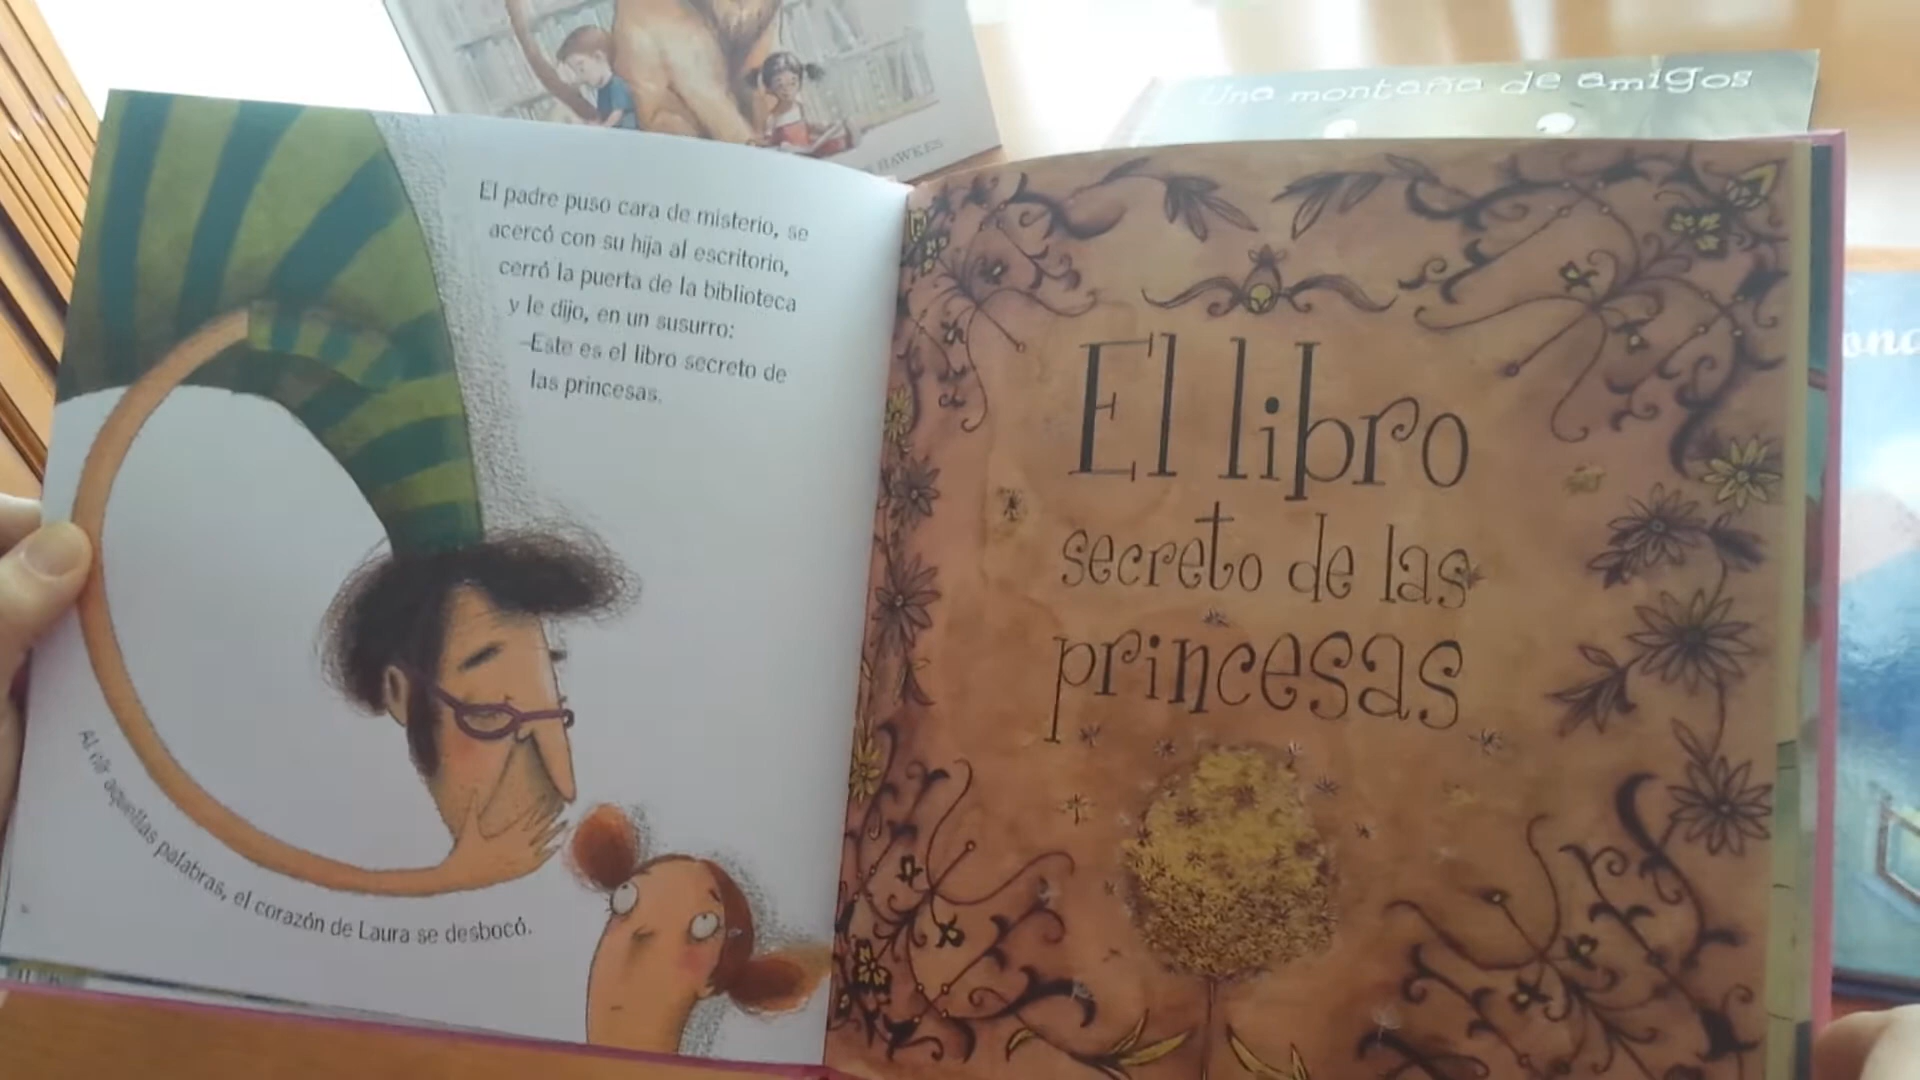 HAWKES
Una montaña de amigos
El padre puso cara de misterio, se
acercó con su hija al escritorio,
cerró la puerta de la biblioteca
y le dijo, en un susurro:
–Este es el libro secreto de
las princesas.
Al oír aquellas palabras, el corazón de Laura se desbocó.
El libro
secreto de las
princesas